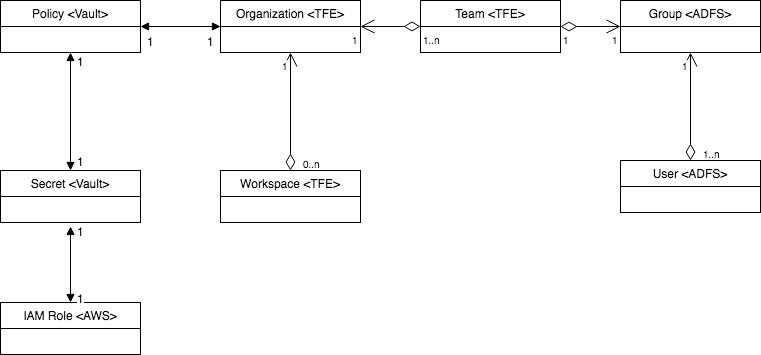 Policy <Vault>
Organization <TFE>
Team <TFE>
Group <ADFS>
1
1
1
1..n
1
1
1
1
1
0..n
1..n
Secret <Vault>
Workspace <TFE>
User <ADFS>
1
1
IAM Role <AWS>